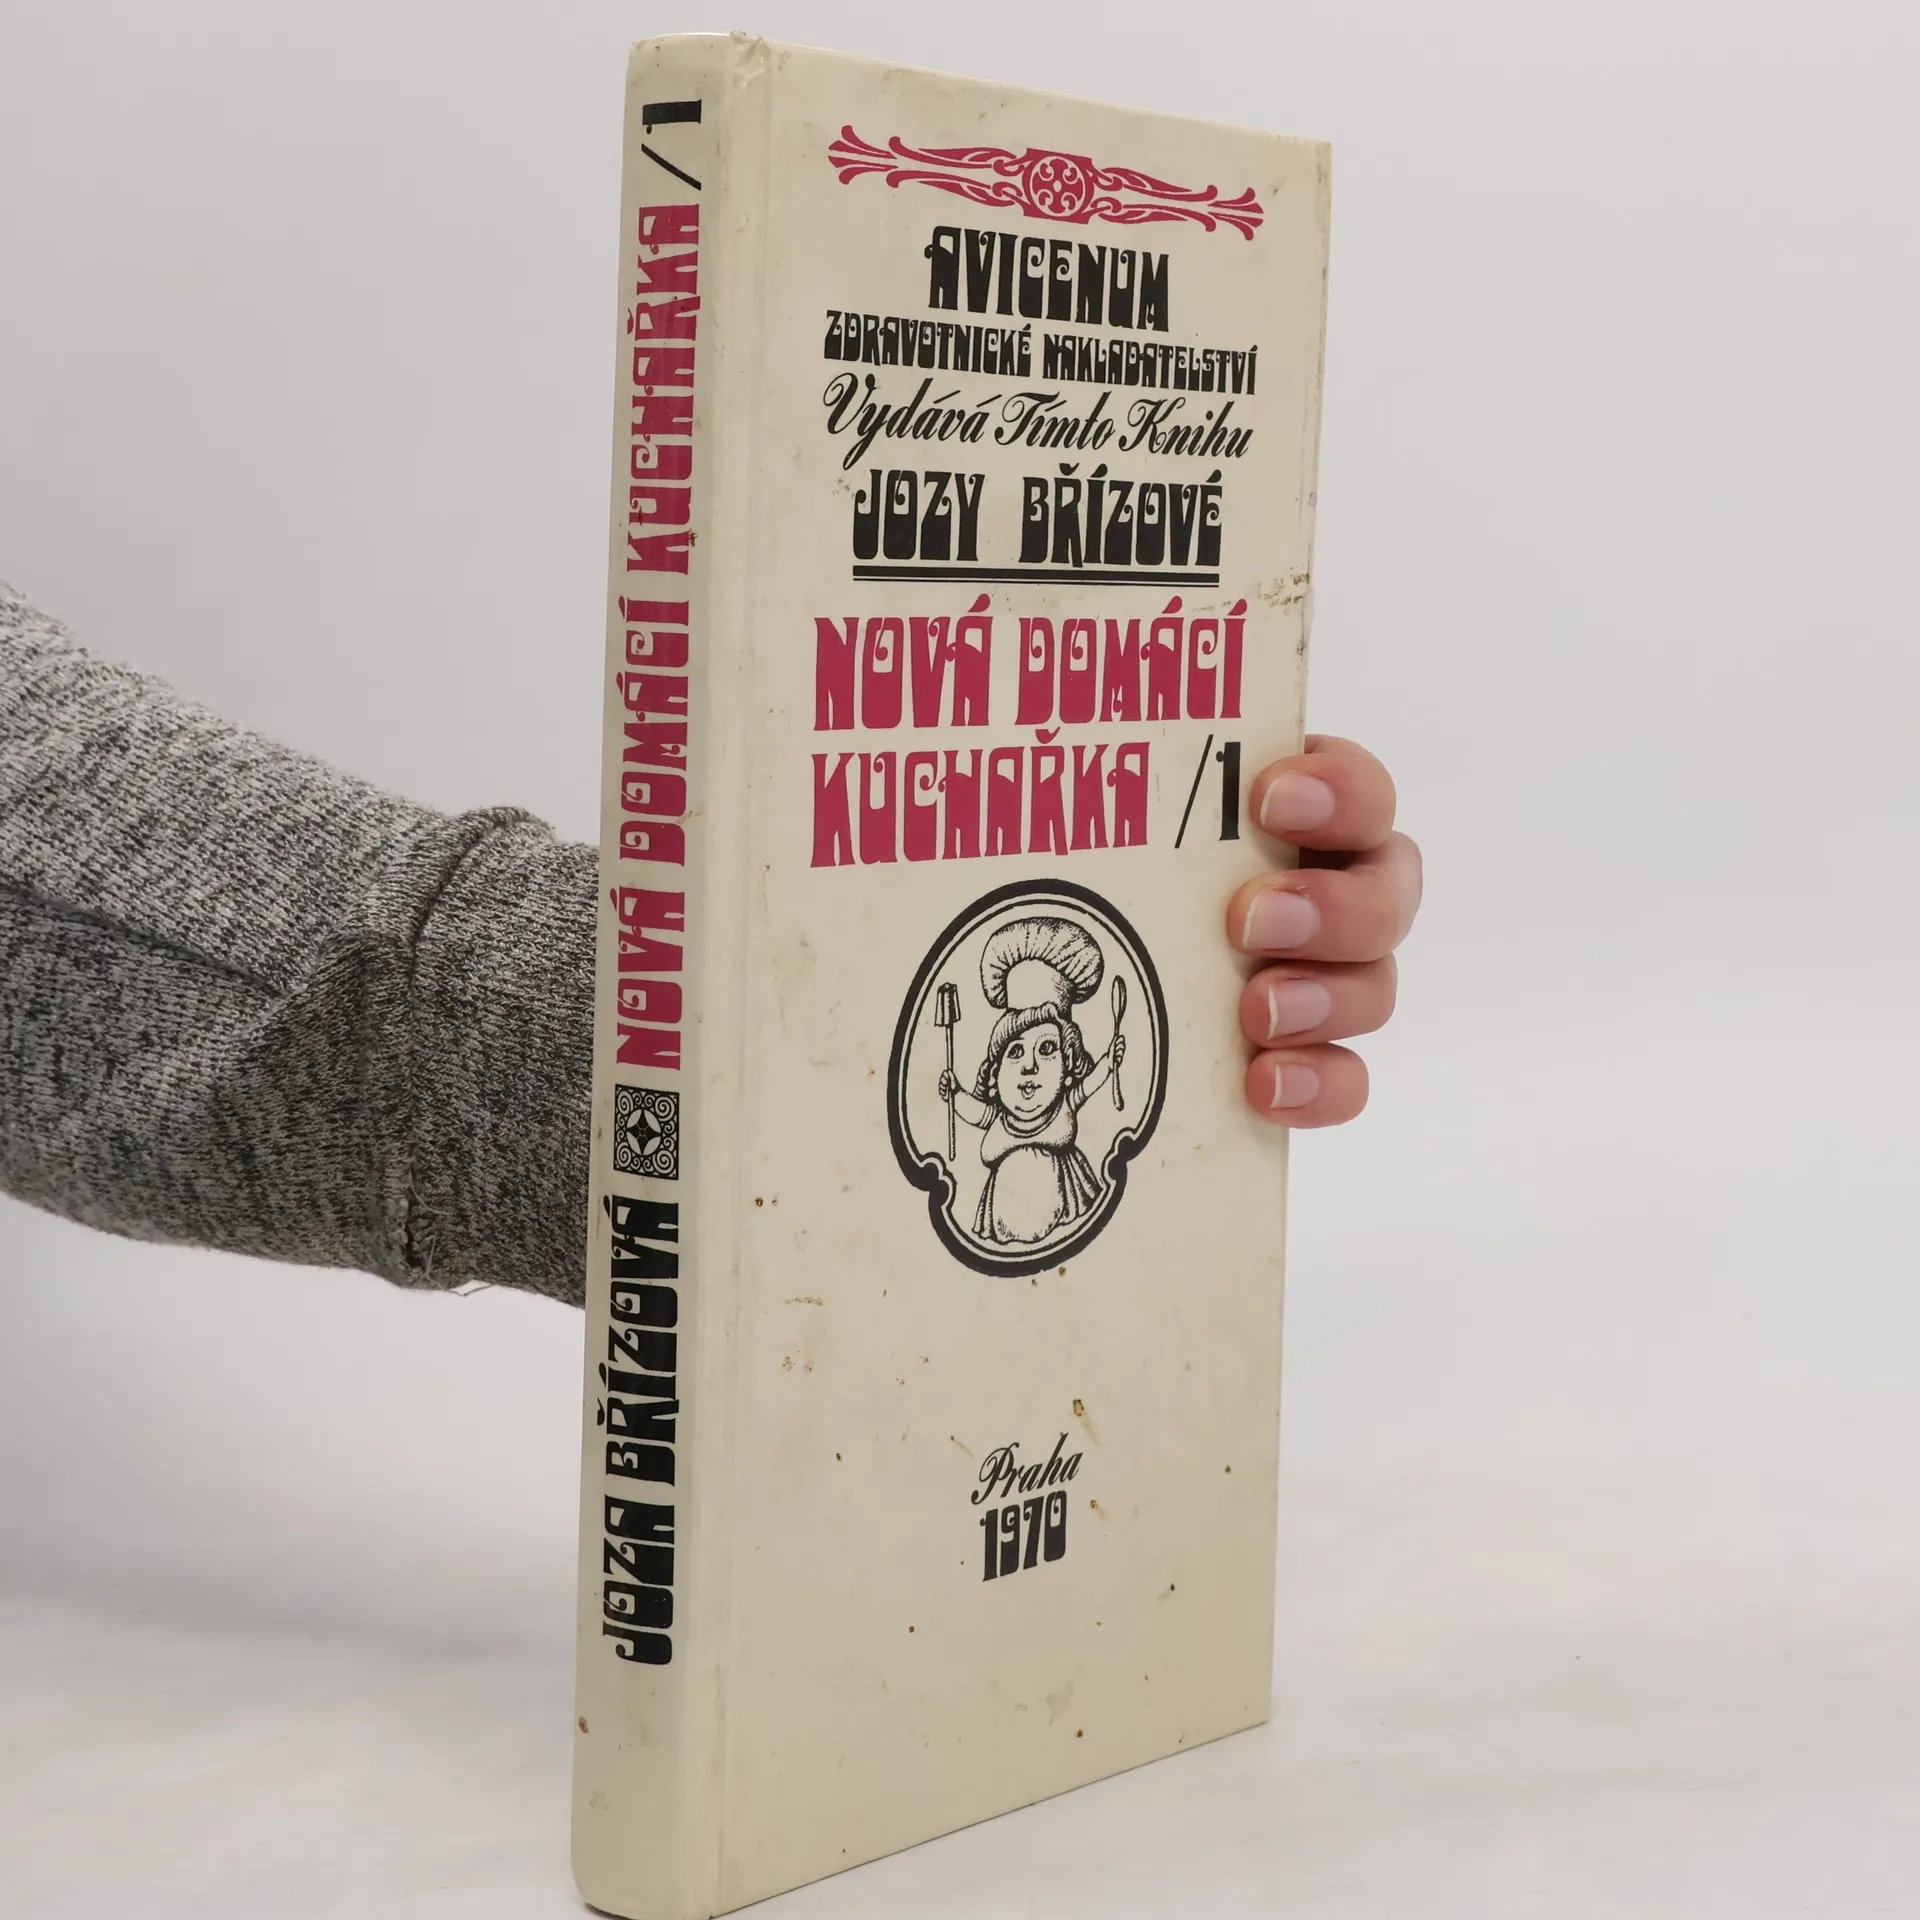 JOZA BŘÍZOVÁ NOVÁ DOMÁCÍ KUCHAŘKA /1
AVICENUM
ZDRAVOTNICKÉ NAKLADATELSTVÍ
Vydává Tímto Knihu
JOZY BŘÍZOVÉ
NOVÁ DOMÁCÍ
KUCHAŘKA /1
Praha
1970